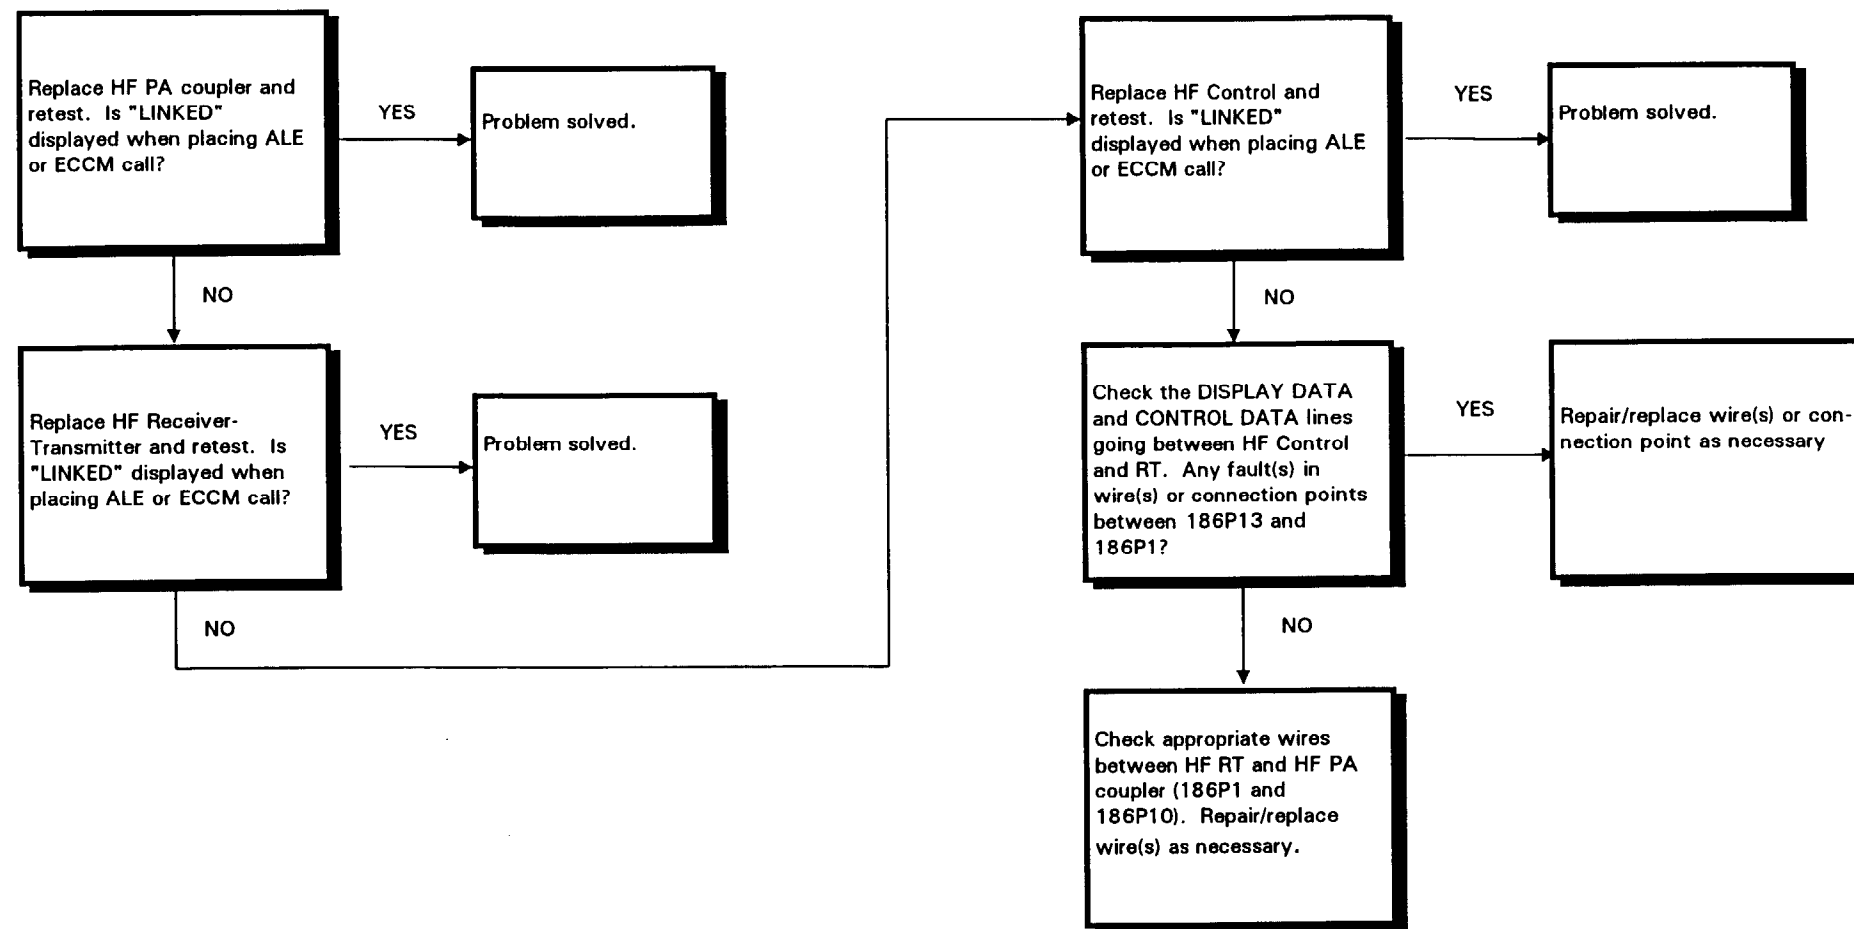 Replace HF PA coupler and
retest. Is "LINKED"
displayed when placing ALE
or ECCM call?
YES
Problem solved.
NO
Replace HF Receiver-
Transmitter and retest. Is
"LINKED" displayed when
placing ALE or ECCM call?
YES
Problem solved.
NO
Replace HF Control and
retest. Is "LINKED"
displayed when placing ALE
or ECCM call?
YES
Problem solved.
NO
Check the DISPLAY DATA
and CONTROL DATA lines
going between HF Control
and RT. Any fault(s) in
wire(s) or connection points
between 186P13 and
186P1?
YES
Repair/replace wire(s) or con-
nection point as necessary
NO
Check appropriate wires
between HF RT and HF PA
coupler (186P1 and
186P10). Repair/replace
wire(s) as necessary.